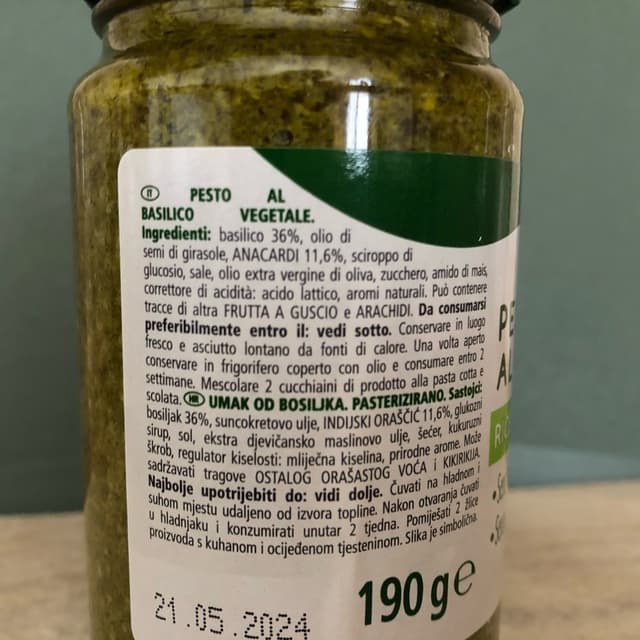 IT PESTO AL
BASILICO VEGETALE.
Ingredienti: basilico 36%, olio di
semi di girasole, ANACARDI 11,6%, sciroppo di
glucosio, sale, olio extra vergine di oliva, zucchero, amido di mais,
correttore di acidità: acido lattico, aromi naturali. Può contenere
tracce di altra FRUTTA A GUSCIO e ARACHIDI. Da consumarsi
preferibilmente entro il: vedi sotto. Conservare in luogo
fresco e asciutto lontano da fonti di calore. Una volta aperto
conservare in frigorifero coperto con olio e consumare entro 2
settimane. Mescolare 2 cucchiaini di prodotto alla pasta cotta e
scolata. HR UMAK OD BOSILJKA. PASTERIZIRANO. Sastojci:
bosiljak 36%, suncokretovo ulje, INDIJSKI ORAŠČIĆ 11,6%, glukozni
sirup, sol, ekstra djevičansko maslinovo ulje, šećer, kukuruzni
škrob, regulator kiselosti: mliječna kiselina, prirodne arome. Može
sadržavati tragove OSTALOG ORAŠASTOG VOĆA i KIKIRIKIJA.
Najbolje upotrijebiti do: vidi dolje. Čuvati na hladnom i
suhom mjestu udaljeno od izvora topline. Nakon otvaranja čuvati
u hladnjaku i konzumirati unutar 2 tjedna. Pomiješati 2 žlice
proizvoda s kuhanom i ocijeđenom tjesteninom. Slika je simbolična.
190 g e
21.05.2024